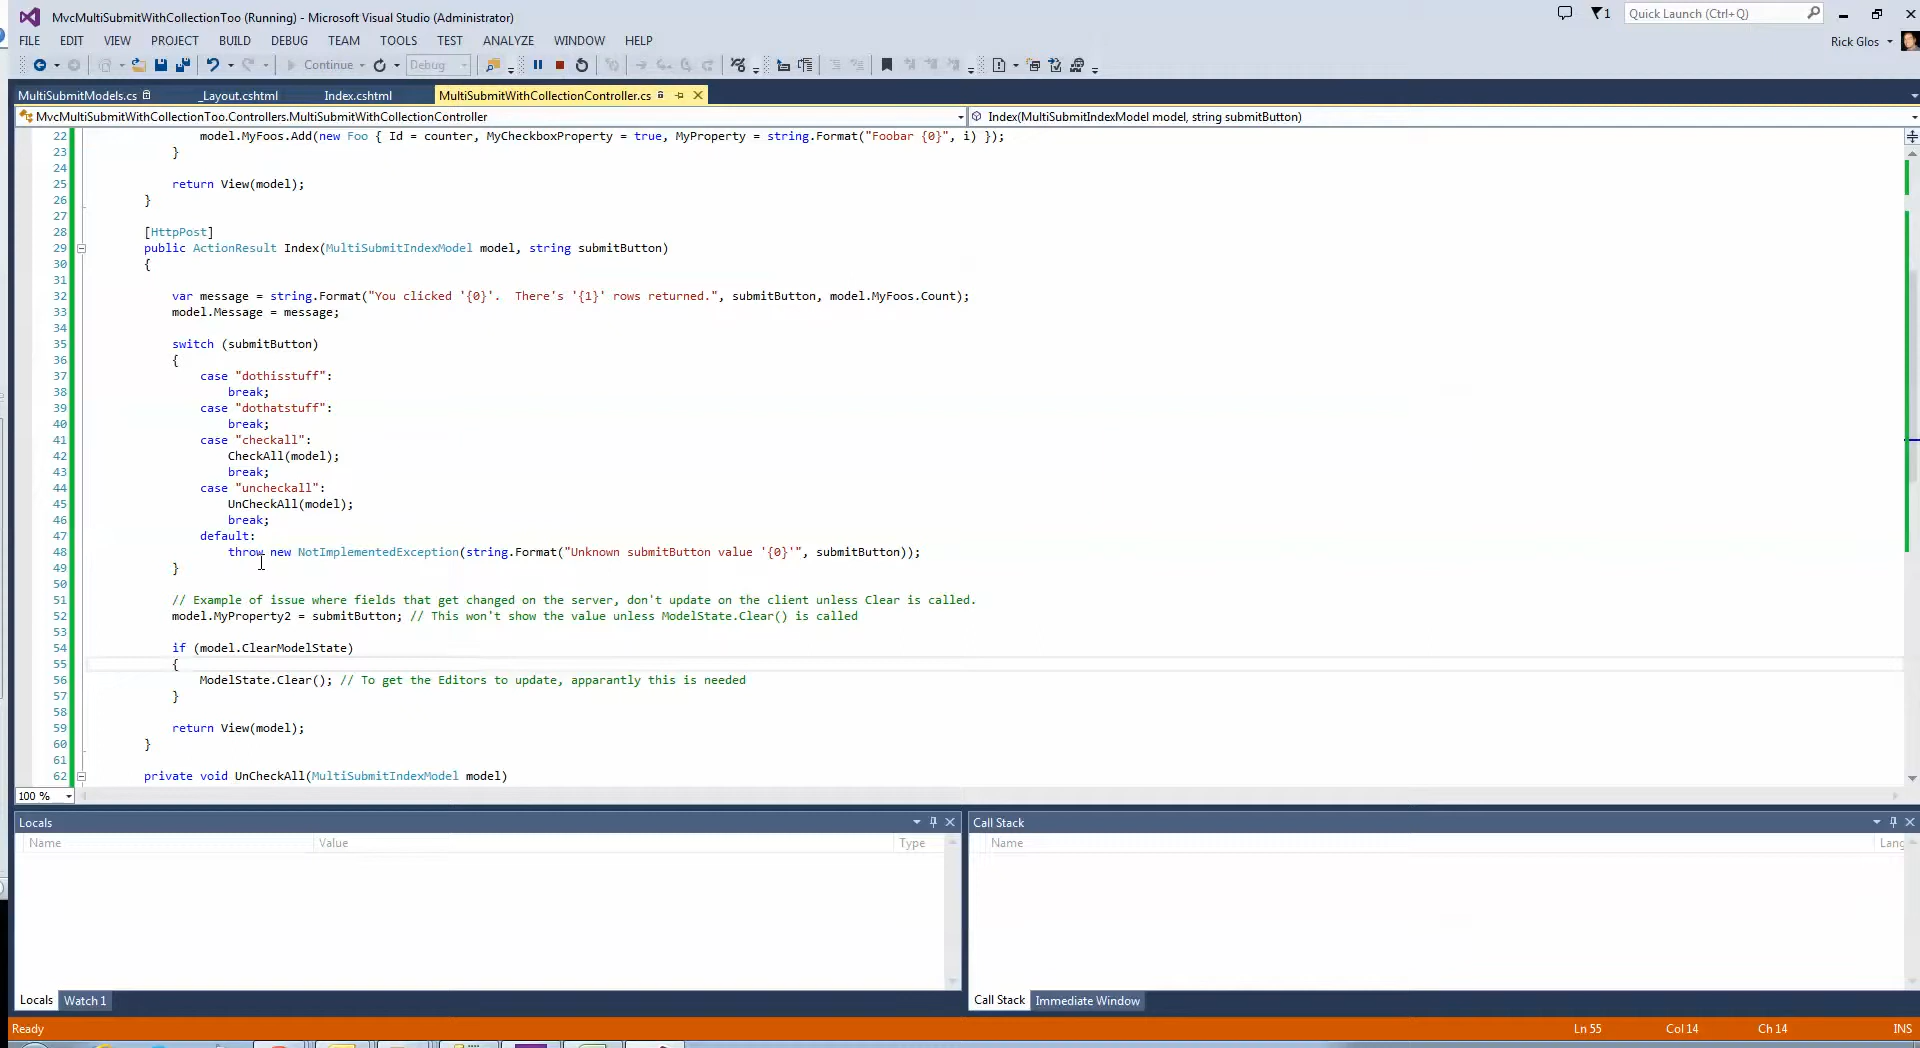 MvcMultiSubmitWithCollectionToo (Running) - Microsoft Visual Studio (Administrator)
1
Quick Launch (Ctrl+Q)
FILE EDIT VIEW PROJECT BUILD DEBUG TEAM TOOLS TEST ANALYZE WINDOW HELP
Rick Glos
Continue
Debug
MultiSubmitModels.cs _Layout.cshtml Index.cshtml MultiSubmitWithCollectionController.cs
MvcMultiSubmitWithCollectionToo.Controllers.MultiSubmitWithCollectionController
Index(MultiSubmitIndexModel model, string submitButton)
22 model.MyFoos.Add(new Foo { Id = counter, MyCheckboxProperty = true, MyProperty = string.Format("Foobar {0}", i) });
23 }
24
25 return View(model);
26 }
27
28 [HttpPost]
29 public ActionResult Index(MultiSubmitIndexModel model, string submitButton)
30 {
31
32 var message = string.Format("You clicked '{0}'.  There's '{1}' rows returned.", submitButton, model.MyFoos.Count);
33 model.Message = message;
34
35 switch (submitButton)
36 {
37 case "dothisstuff":
38 break;
39 case "dothatstuff":
40 break;
41 case "checkall":
42 CheckAll(model);
43 break;
44 case "uncheckall":
45 UnCheckAll(model);
46 break;
47 default:
48 throw new NotImplementedException(string.Format("Unknown submitButton value '{0}'", submitButton));
49 }
50
51 // Example of issue where fields that get changed on the server, don't update on the client unless Clear is called.
52 model.MyProperty2 = submitButton; // This won't show the value unless ModelState.Clear() is called
53
54 if (model.ClearModelState)
55 {
56 ModelState.Clear(); // To get the Editors to update, apparantly this is needed
57 }
58
59 return View(model);
60 }
61
62 private void UnCheckAll(MultiSubmitIndexModel model)
100 %
Locals
Name Value Type
Call Stack
Name Lang
Locals Watch 1
Call Stack Immediate Window
Ready Ln 55 Col 14 Ch 14 INS